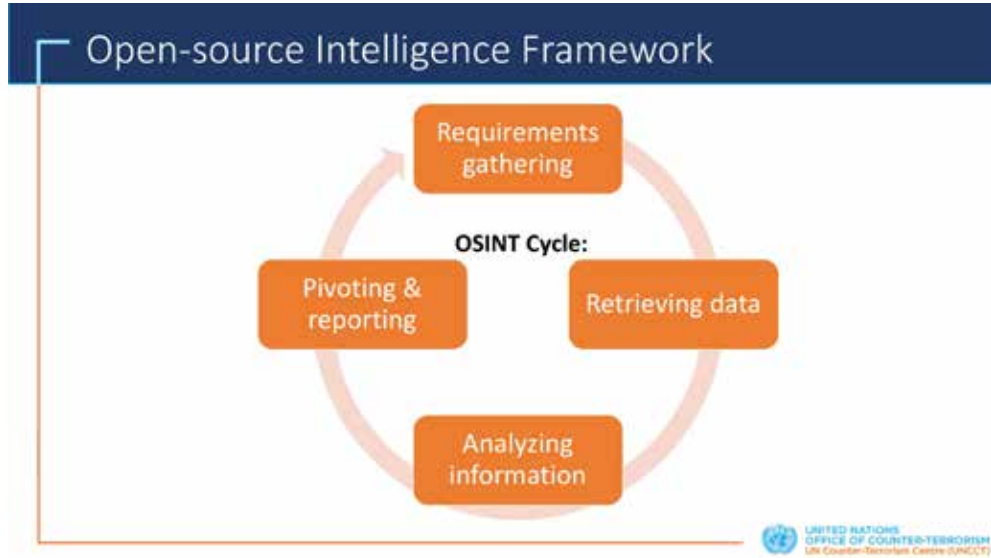 Open-source Intelligence Framework
Requirements
gathering
OSINT Cycle:
Pivoting &
reporting
Retrieving data
Analyzing
information
UNITED NATIONS
OFFICE OF COUNTER-TERRORISM
UN Counter-Terrorism Centre (UNCCT)